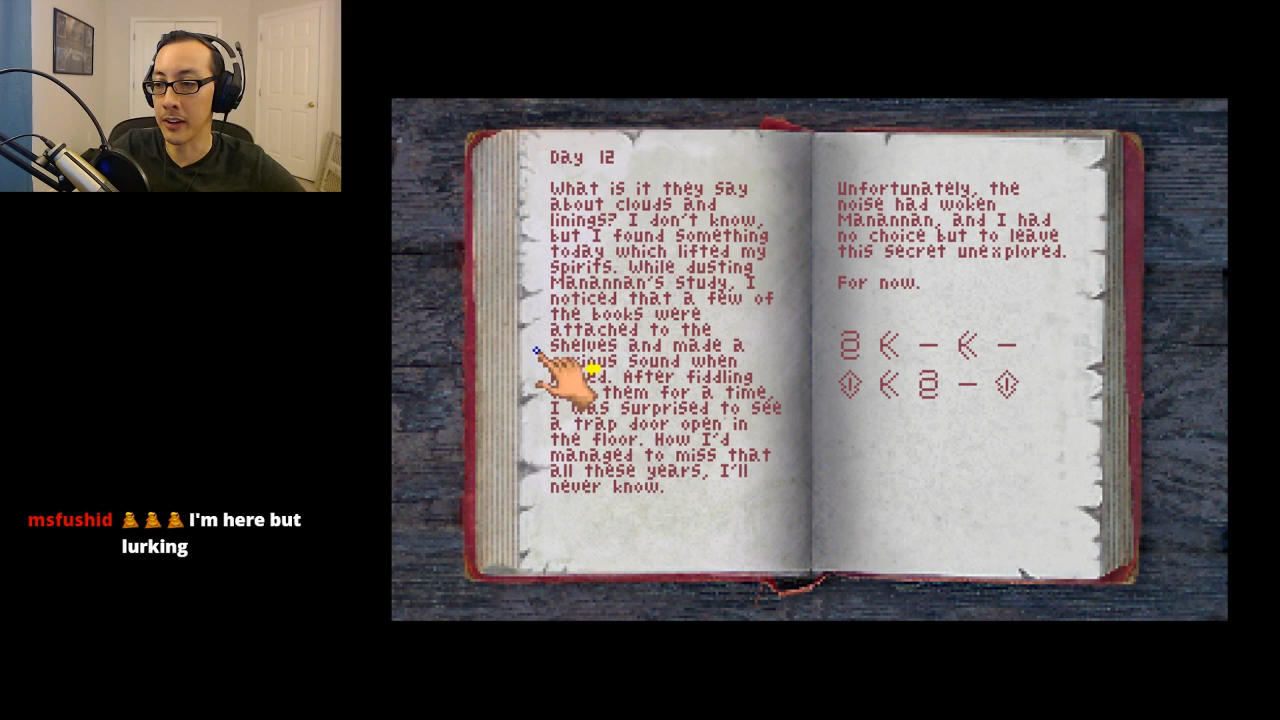 Day 12
What is it they say
about clouds and
linings? I don't know,
but I found something
today which lifted my
spirits. While dusting
Manannan's study, I
noticed that a few of
the books were
attached to the
shelves and made a
sound when
After fiddling
them for a time,
I was surprised to see
a trap door open in
the floor. How I'd
managed to miss that
all these years, I'll
never know.
Unfortunately, the
noise had woken
Manannan, and I had
no choice but to leave
this secret unexplored.
For now.
msfushid I'm here but
lurking